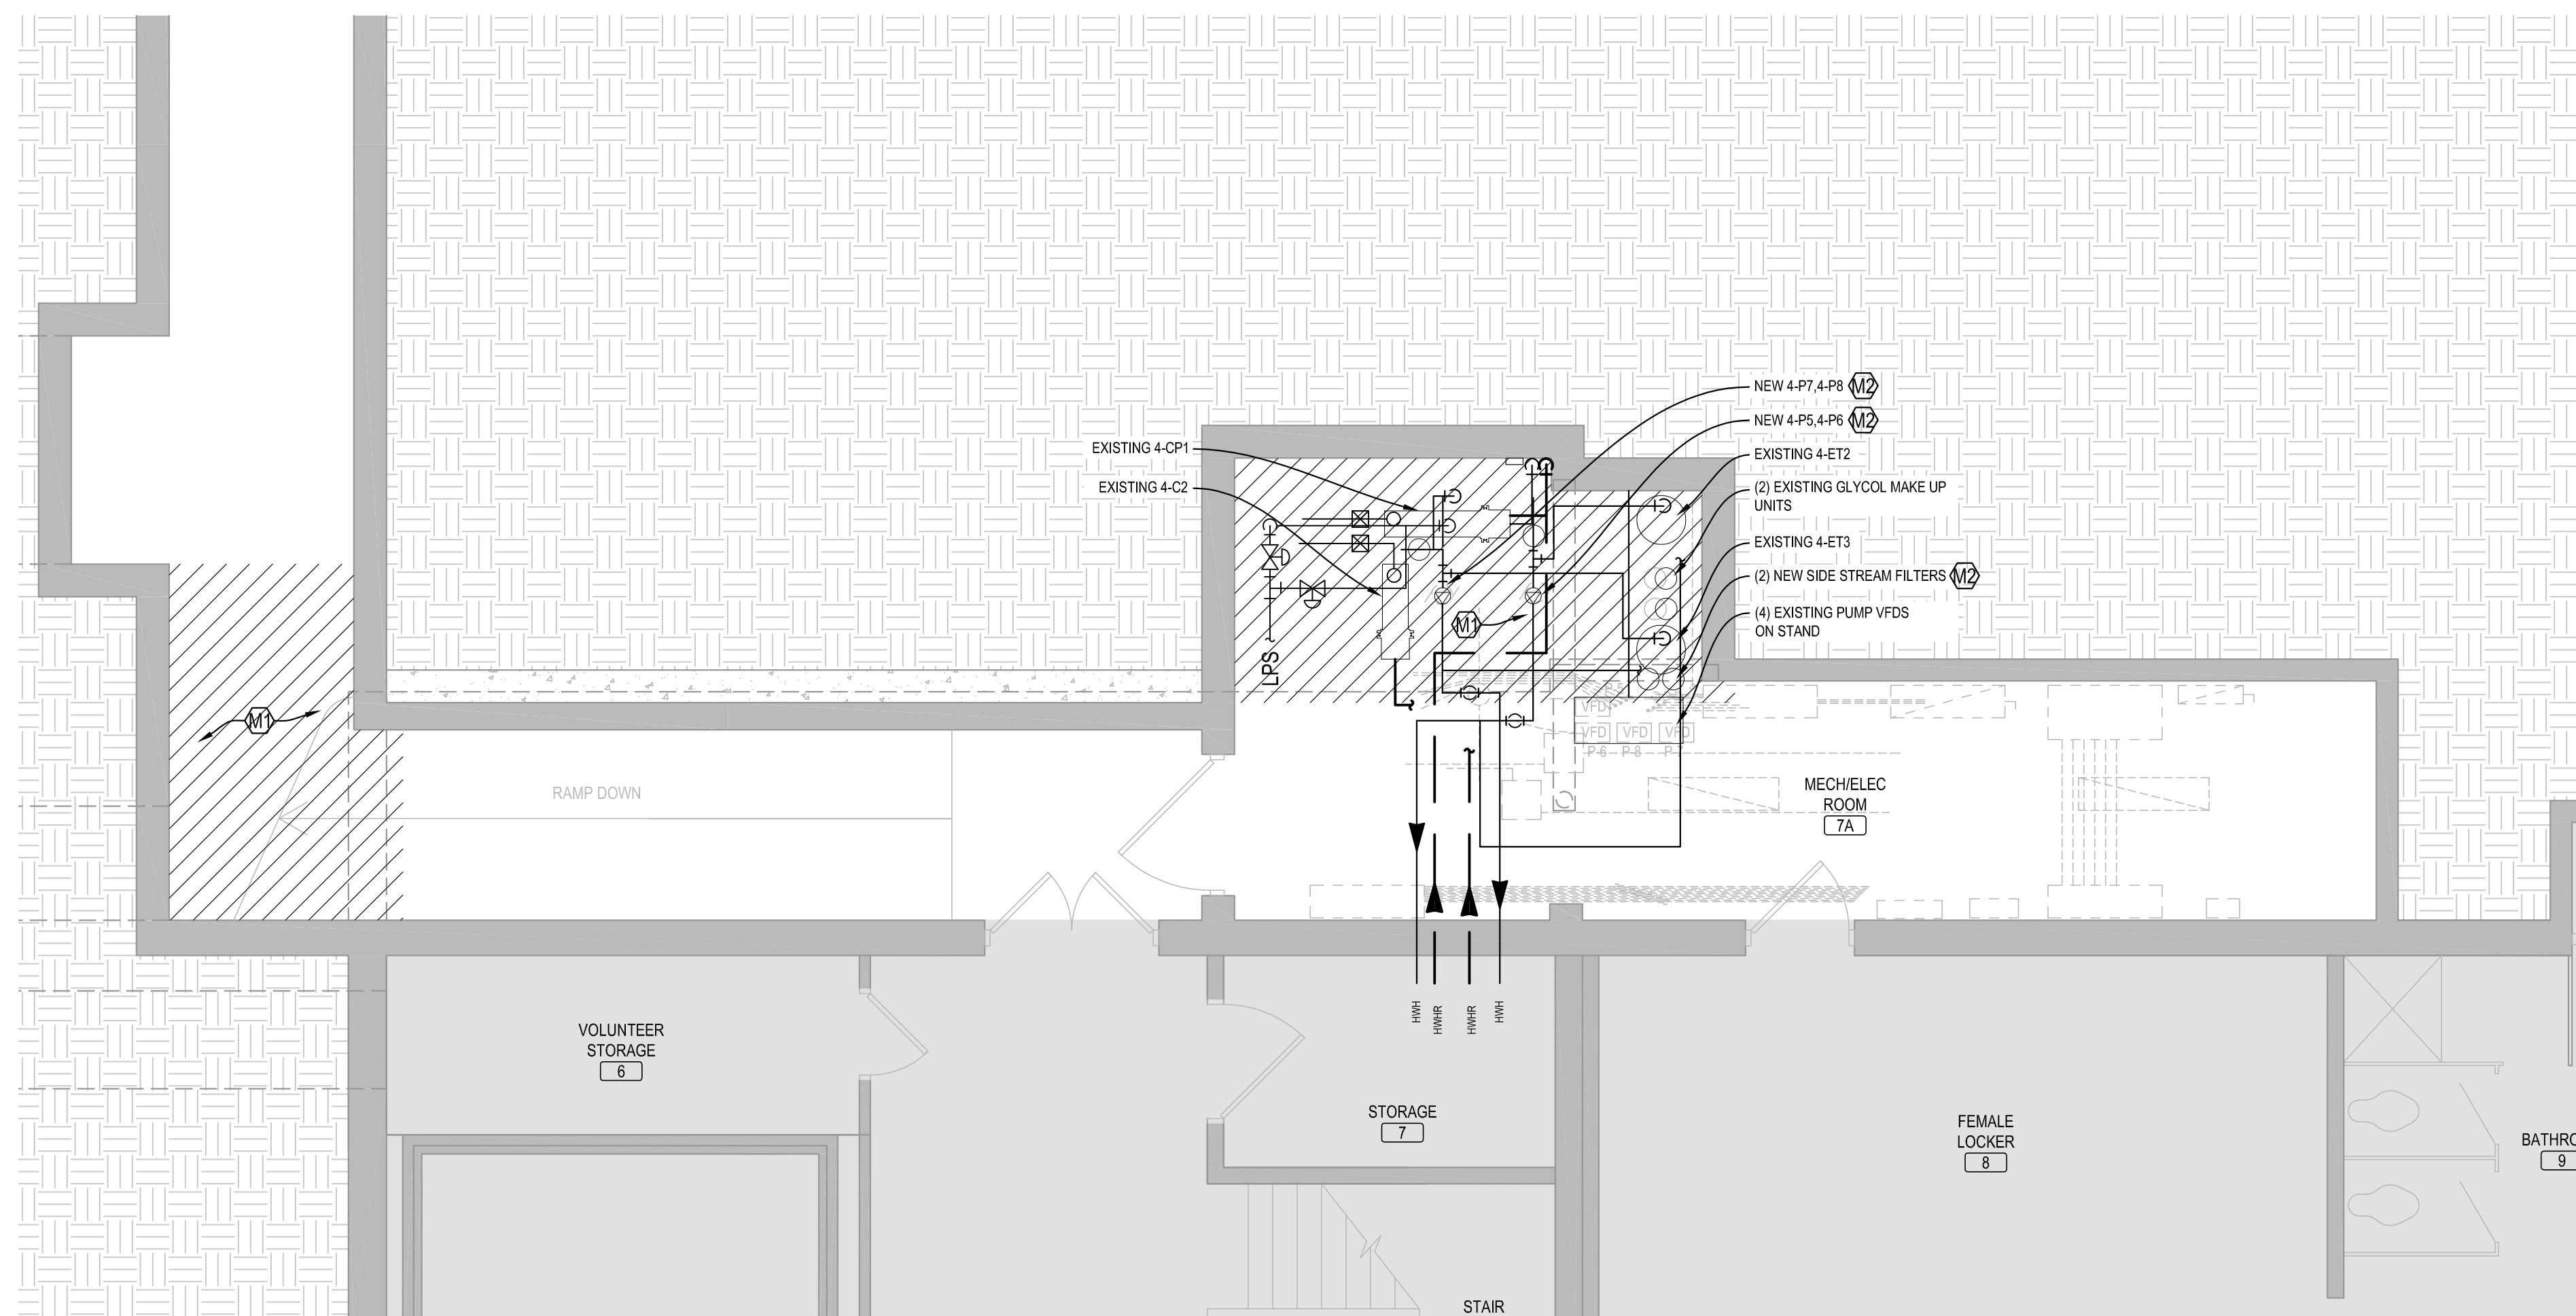 NEW 4-P7,4-P8 M2
NEW 4-P5,4-P6 M2
EXISTING 4-CP1
EXISTING 4-ET2
EXISTING 4-C2
(2) EXISTING GLYCOL MAKE UP
UNITS
EXISTING 4-ET3
(2) NEW SIDE STREAM FILTERS M2
(4) EXISTING PUMP VFDS
ON STAND
M1
LPS
M1
VFD
VFD VFD VFD
P-6 P-8 P-7
RAMP DOWN
MECH/ELEC
ROOM
7A
HWH
HWHR
HWHR
HWH
VOLUNTEER
STORAGE
6
STORAGE
7
FEMALE
LOCKER
8
BATHRO
9
STAIR